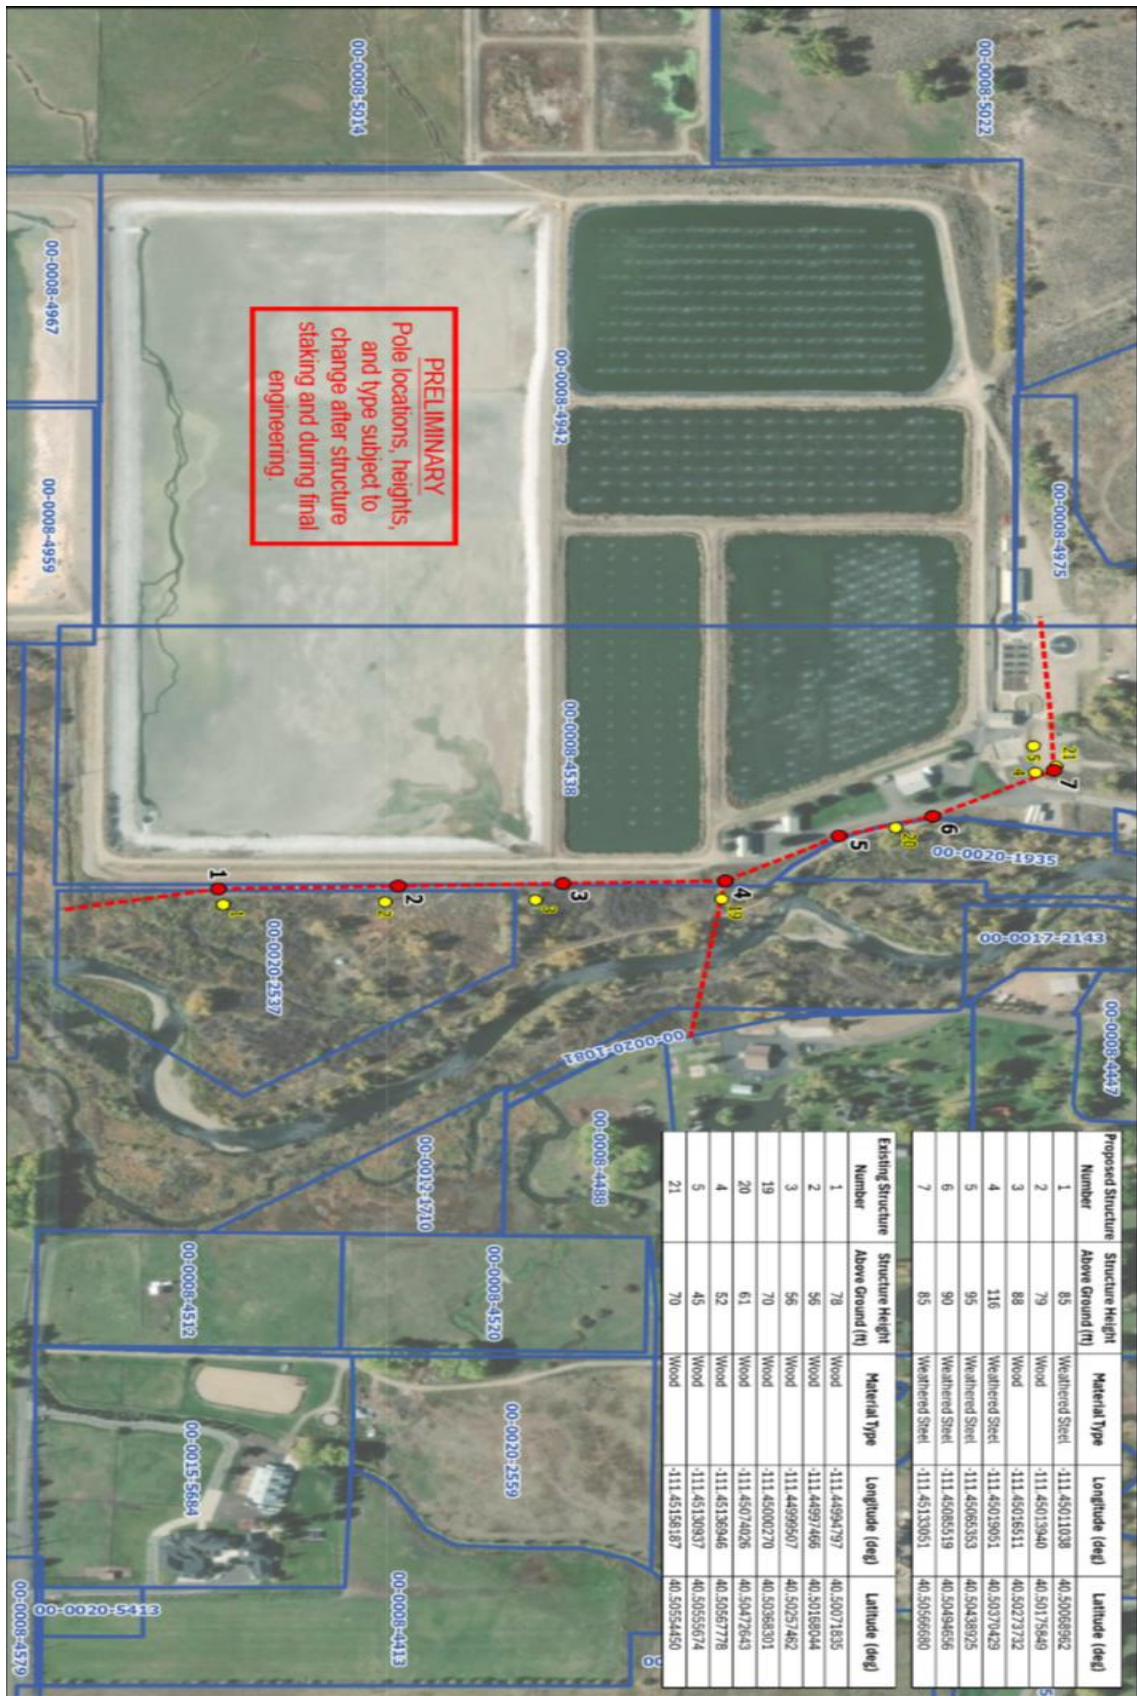 00-0008-5014
00-0008-5022
00-0008-4967
00-0008-4959
00-0008-4942
00-0008-4975
PRELIMINARY
Pole locations, heights,
and type subject to
change after structure
staking and during final
engineering.
00-0008-4538
21
5
4
7
6
20
5
00-0020-1935
4
19
3
3
2
2
1
1
00-0020-2537
00-0017-2143
00-0008-4447
00-0020-1081
00-0012-1710
00-0008-4488
00-0008-4512
00-0008-4520
00-0015-5684
00-0020-2559
00-0020-5413
00-0008-4413
00-0008-4579
Proposed Structure Number Structure Height Above Ground (ft) Material Type Longitude (deg) Latitude (deg)
1 85 Weathered Steel -111.45011038 40.50068962
2 79 Wood -111.45013940 40.50175849
3 88 Wood -111.45016511 40.50273732
4 116 Weathered Steel -111.45019051 40.50370429
5 95 Weathered Steel -111.45065353 40.50438925
6 90 Weathered Steel -111.45085519 40.50494656
7 85 Weathered Steel -111.45133051 40.50566680
Existing Structure Number Structure Height Above Ground (ft) Material Type Longitude (deg) Latitude (deg)
1 78 Wood -111.44994797 40.50071835
2 56 Wood -111.44997466 40.50168044
3 56 Wood -111.44999507 40.50257462
19 70 Wood -111.45000270 40.50368301
20 61 Wood -111.45074026 40.50472643
4 52 Wood -111.45136946 40.50567778
5 45 Wood -111.45130937 40.50555674
21 70 Wood -111.45158187 40.50554450